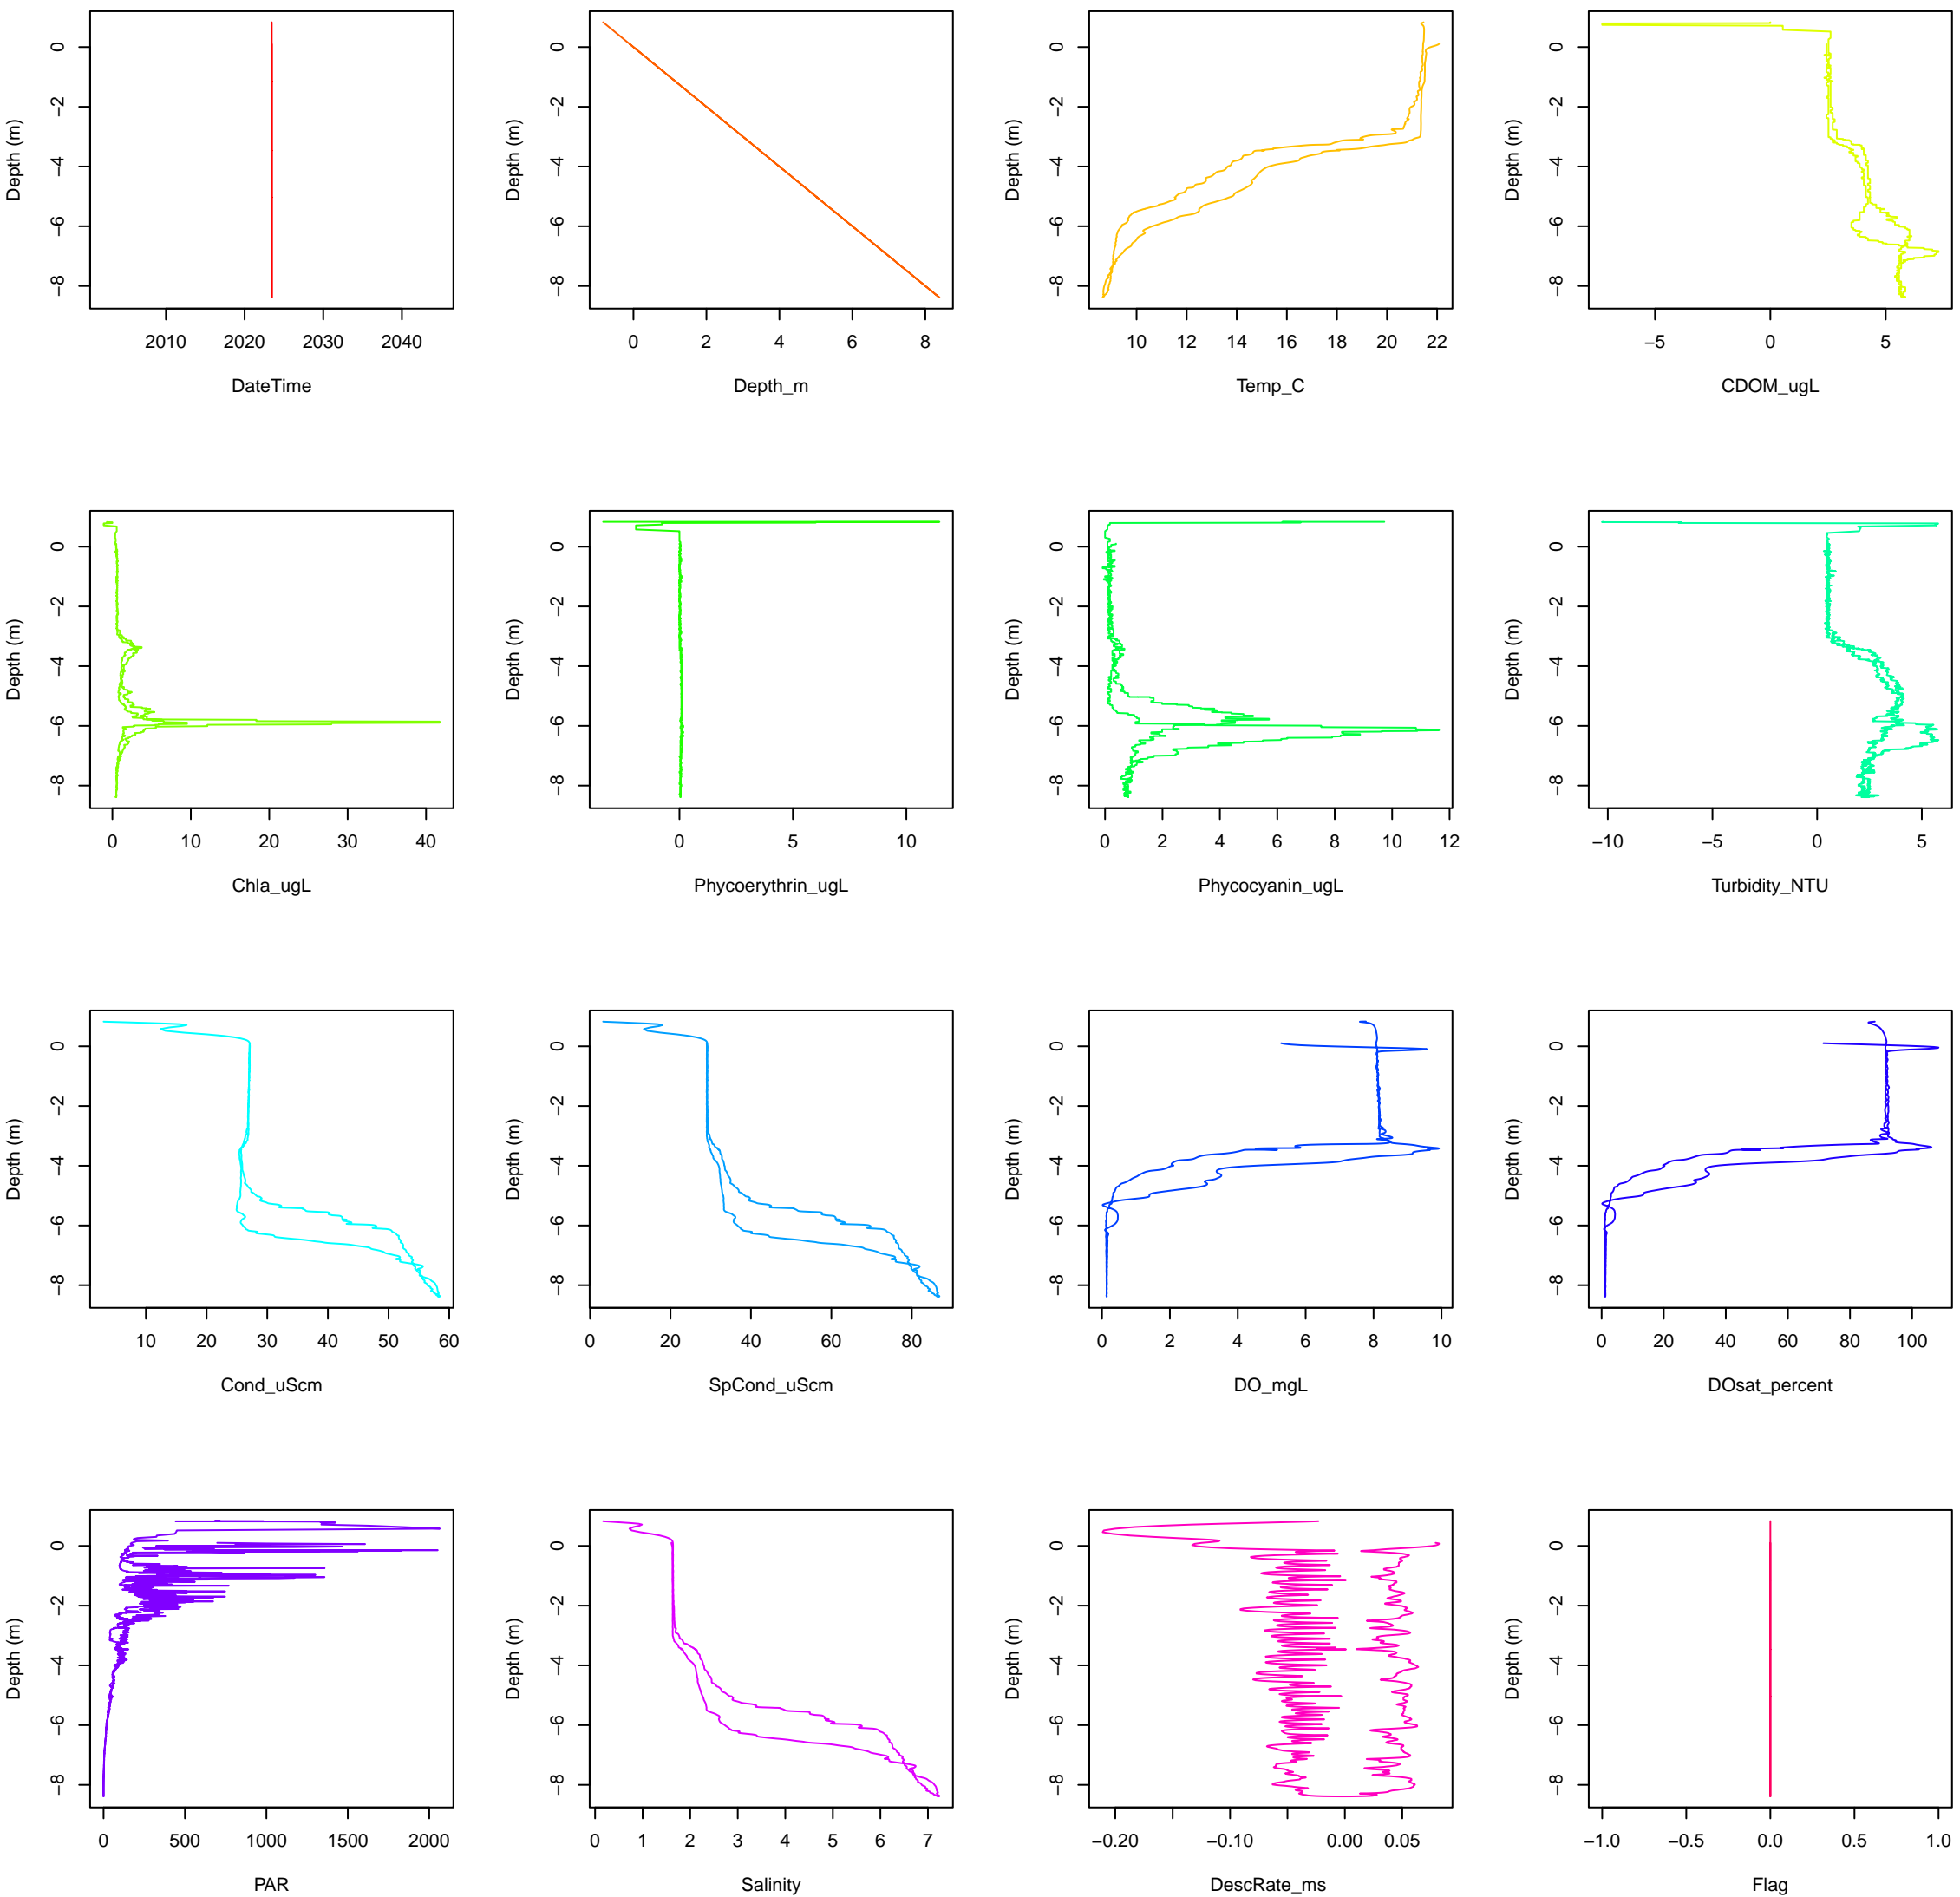 0 0 0 0
−2 −2 −2 −2
Depth (m) Depth (m) Depth (m) Depth (m)
−4 −4 −4 −4
−6 −6 −6 −6
−8 −8 −8 −8
2010 2020 2030 2040 0 2 4 6 8 10 12 14 16 18 20 22 −5 0 5
DateTime Depth_m Temp_C CDOM_ugL
0 0 0 0
−2 −2 −2 −2
Depth (m) Depth (m) Depth (m) Depth (m)
−4 −4 −4 −4
−6 −6 −6 −6
−8 −8 −8 −8
0 10 20 30 40 0 5 10 0 2 4 6 8 10 12 −10 −5 0 5
Chla_ugL Phycoerythrin_ugL Phycocyanin_ugL Turbidity_NTU
0 0 0 0
−2 −2 −2 −2
Depth (m) Depth (m) Depth (m) Depth (m)
−4 −4 −4 −4
−6 −6 −6 −6
−8 −8 −8 −8
10 20 30 40 50 60 0 20 40 60 80 0 2 4 6 8 10 0 20 40 60 80 100
Cond_uScm SpCond_uScm DO_mgL DOsat_percent
0 0 0 0
−2 −2 −2 −2
Depth (m) Depth (m) Depth (m) Depth (m)
−4 −4 −4 −4
−6 −6 −6 −6
−8 −8 −8 −8
0 500 1000 1500 2000 0 1 2 3 4 5 6 7 −0.20 −0.10 0.00 0.05 −1.0 −0.5 0.0 0.5 1.0
PAR Salinity DescRate_ms Flag